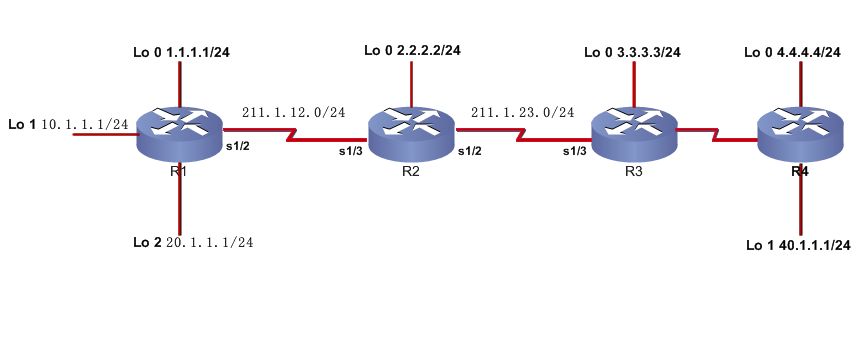 Lo 0 1.1.1.1/24
Lo 0 2.2.2.2/24
Lo 0 3.3.3.3/24
Lo 0 4.4.4.4/24
Lo 1 10.1.1.1/24
211.1.12.0/24
211.1.23.0/24
s1/2
s1/3
s1/2
s1/3
R1
R2
R3
R4
Lo 2 20.1.1.1/24
Lo 1 40.1.1.1/24